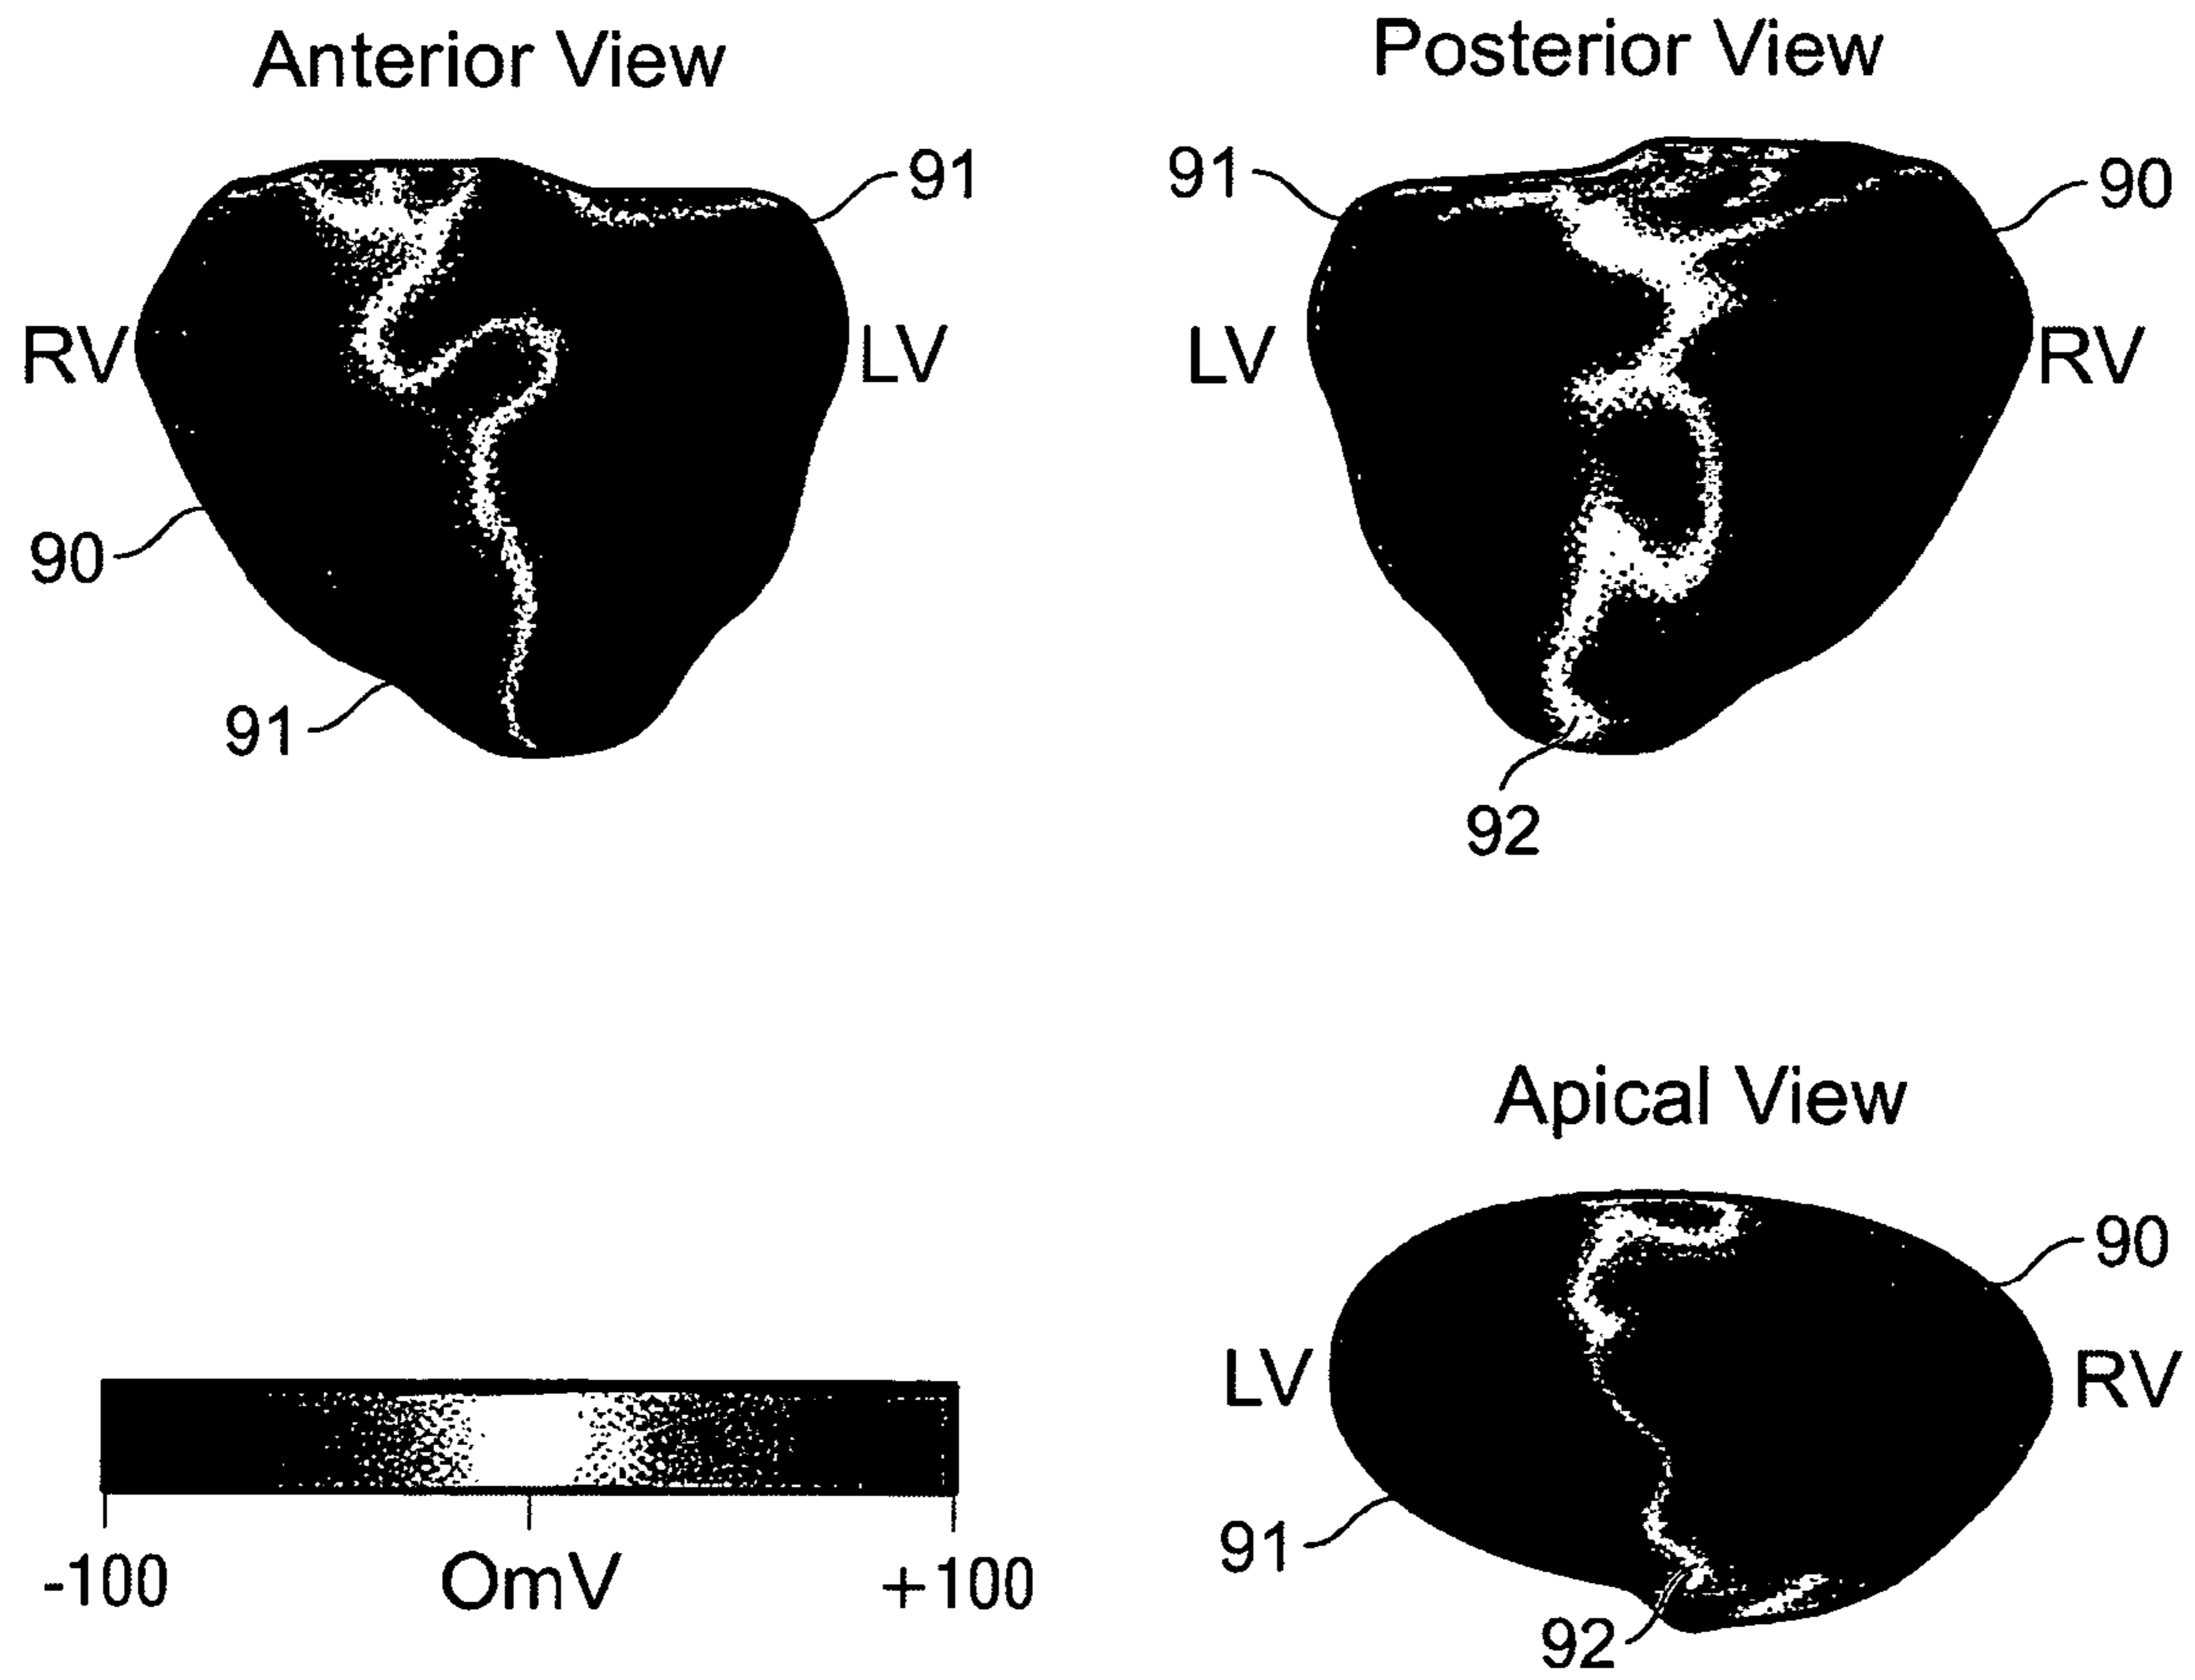 Anterior View
91
RV
LV
90
91
Posterior View
91
90
LV
RV
92
Apical View
90
LV
RV
91
92
-100
OmV
+100